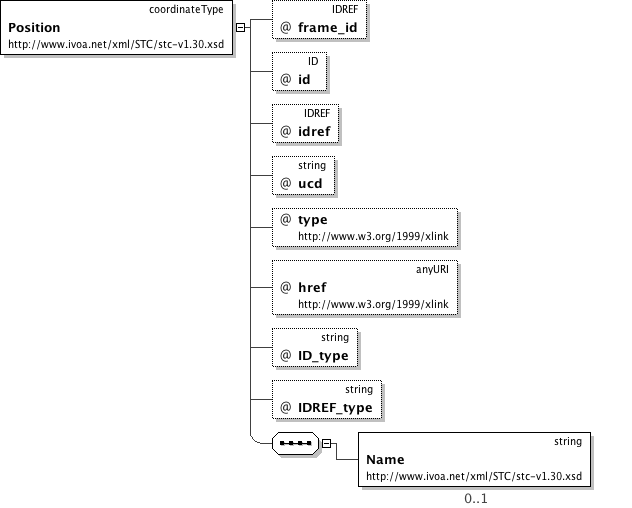 coordinateType
Position
http://www.ivoa.net/xml/STC/stc-v1.30.xsd
IDREF
@ frame_id
ID
@ id
IDREF
@ idref
string
@ ucd
@ type
http://www.w3.org/1999/xlink
anyURI
@ href
http://www.w3.org/1999/xlink
string
@ ID_type
string
@ IDREF_type
string
Name
http://www.ivoa.net/xml/STC/stc-v1.30.xsd
0..1